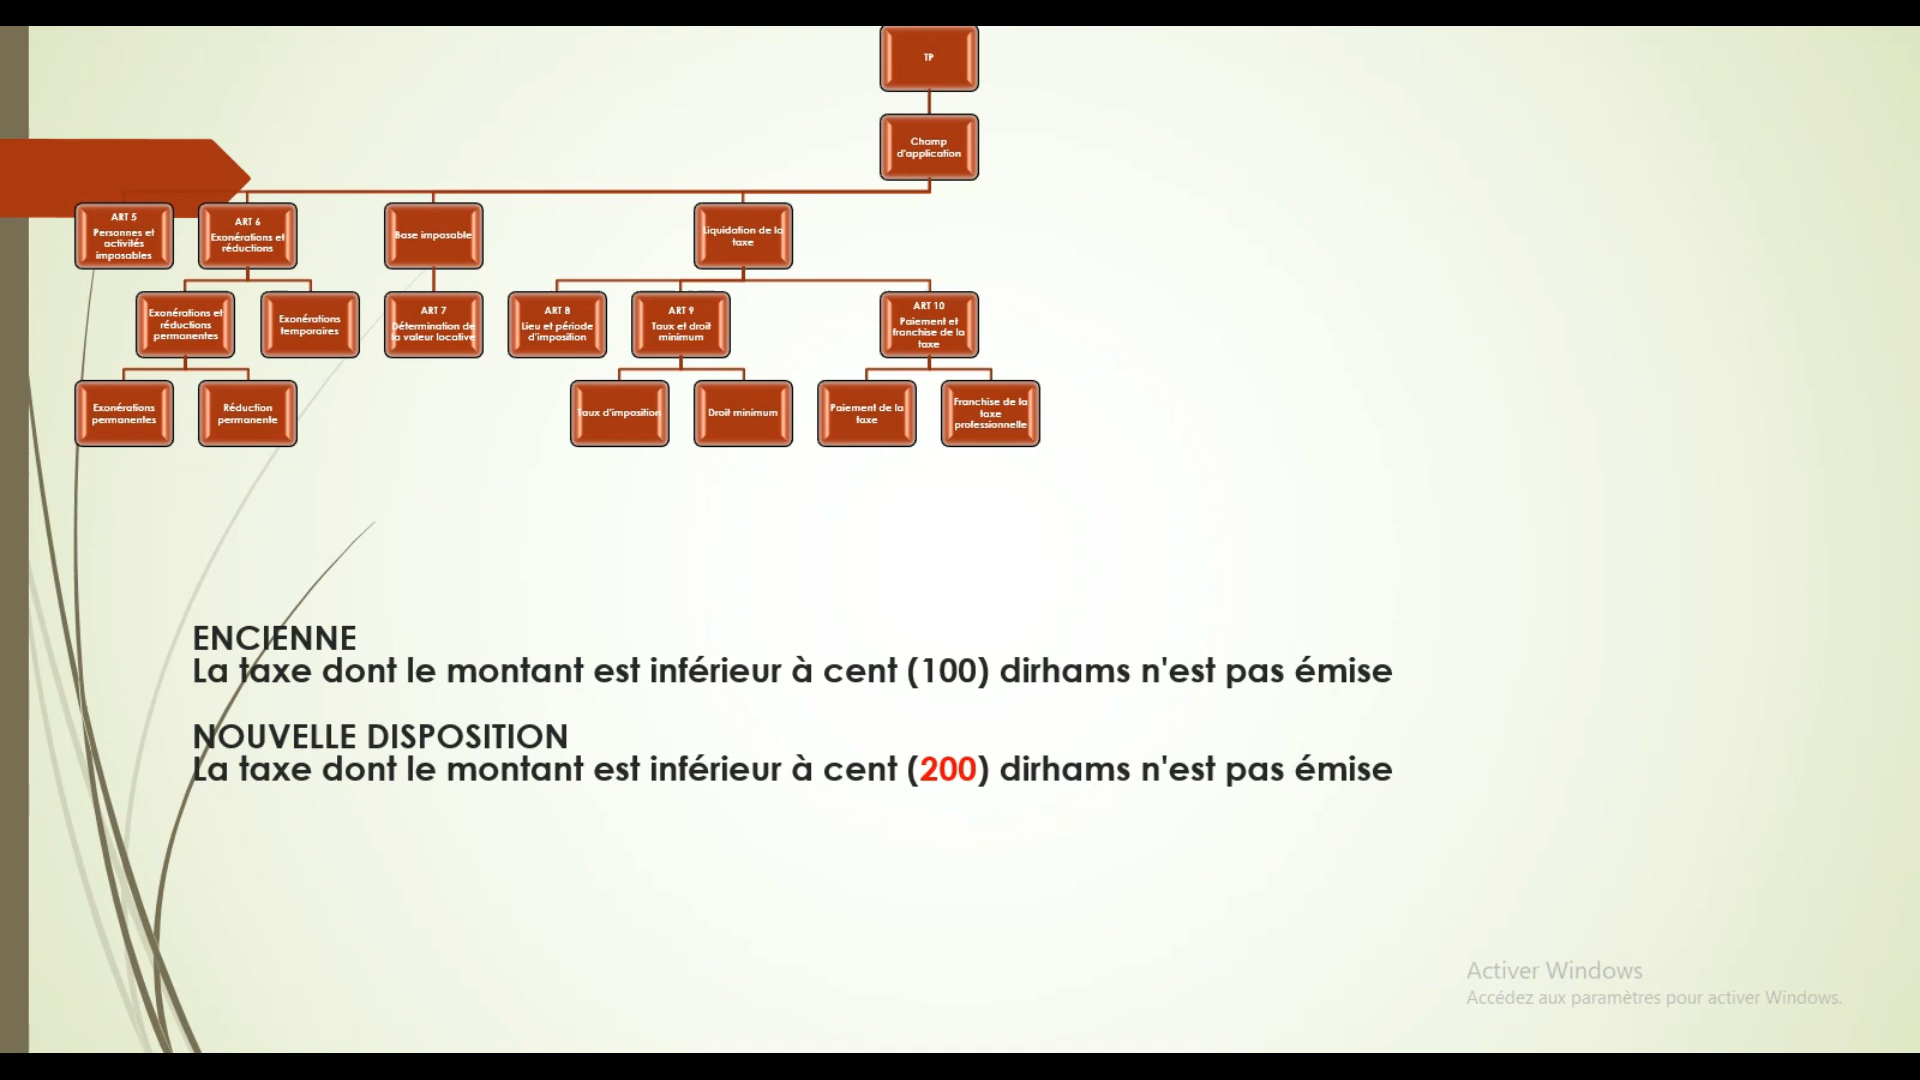 TP
Champ
d'application
ART 5
Personnes et
activités
imposables
ART 6
Exonérations et
réductions
Base imposable
Liquidation de la
taxe
Exonérations et
réductions
permanentes
Exonérations
temporaires
ART 7
Détermination de
la valeur locative
ART 8
Lieu et période
d'imposition
ART 9
Taux et droit
minimum
ART 10
Paiement et
franchise de la
taxe
Exonérations
permanentes
Réduction
permanente
Taux d'imposition
Droit minimum
Paiement de la
taxe
Franchise de la
taxe
professionnelle
ENCIENNE
La taxe dont le montant est inférieur à cent (100) dirhams n'est pas émise
NOUVELLE DISPOSITION
La taxe dont le montant est inférieur à cent (200) dirhams n'est pas émise
Activer Windows
Accédez aux paramètres pour activer Windows.